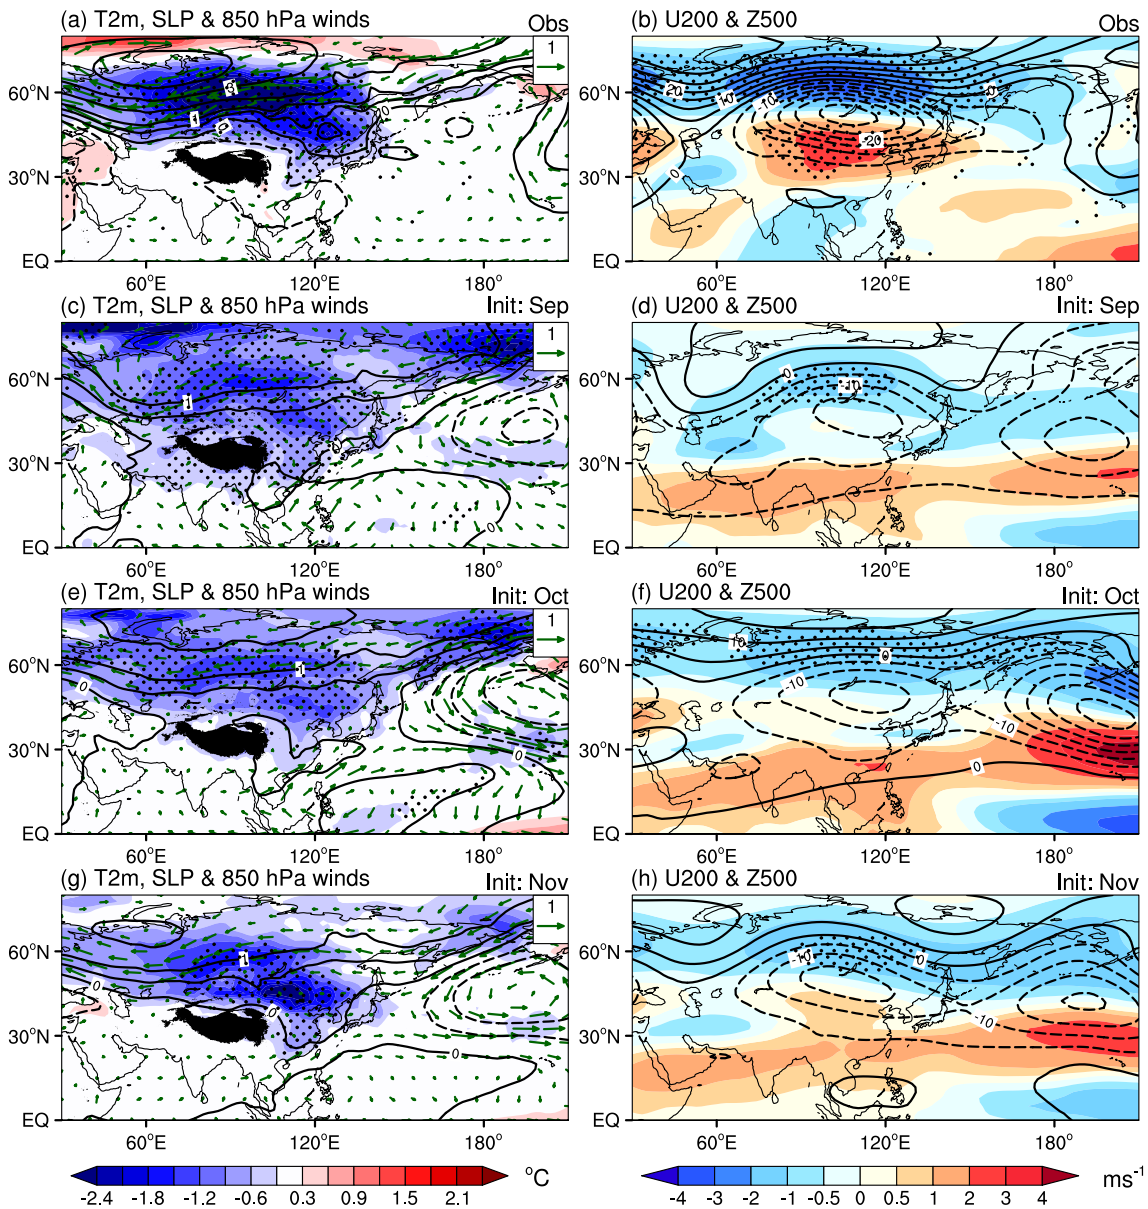 (a) T2m, SLP & 850 hPa winds Obs
(b) U200 & Z500 Obs
1
60°N
30°N
EQ
60°E 120°E 180°
60°N
30°N
EQ
60°E 120°E 180°
3
1
0
0
20
10
-10
0
-20
0
(c) T2m, SLP & 850 hPa winds Init: Sep
(d) U200 & Z500 Init: Sep
1
60°N
30°N
EQ
60°E 120°E 180°
60°N
30°N
EQ
60°E 120°E 180°
1
0
0
0
-10
0
(e) T2m, SLP & 850 hPa winds Init: Oct
(f) U200 & Z500 Init: Oct
1
60°N
30°N
EQ
60°E 120°E 180°
60°N
30°N
EQ
60°E 120°E 180°
0
1
0
0
10
0
-10
-10
0
(g) T2m, SLP & 850 hPa winds Init: Nov
(h) U200 & Z500 Init: Nov
1
60°N
30°N
EQ
60°E 120°E 180°
60°N
30°N
EQ
60°E 120°E 180°
0
1
0
0
-10
0
-10
-2.4 -1.8 -1.2 -0.6 0.3 0.9 1.5 2.1 °C
-4 -3 -2 -1 -0.5 0 0.5 1 2 3 4 ms⁻¹